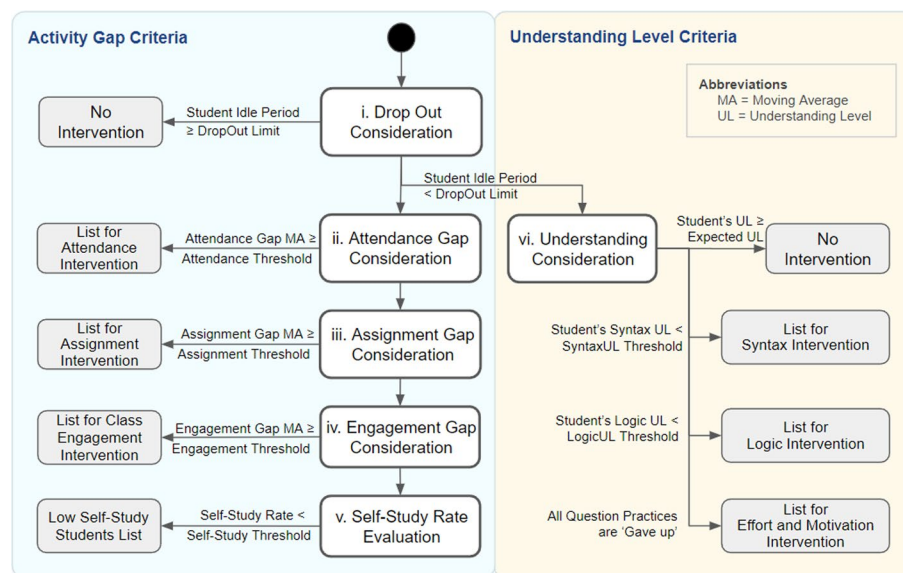 Activity Gap Criteria
Understanding Level Criteria
Abbreviations
MA = Moving Average
UL = Understanding Level
No
Intervention
Student Idle Period
≥ DropOut Limit
i. Drop Out
Consideration
Student Idle Period
< DropOut Limit
List for
Attendance
Intervention
Attendance Gap MA ≥
Attendance Threshold
ii. Attendance Gap
Consideration
vi. Understanding
Consideration
Student's UL ≥
Expected UL
No
Intervention
List for
Assignment
Intervention
Assignment Gap MA ≥
Assignment Threshold
iii. Assignment Gap
Consideration
Student's Syntax UL <
SyntaxUL Threshold
List for
Syntax Intervention
List for Class
Engagement
Intervention
Engagement Gap MA ≥
Engagement Threshold
iv. Engagement Gap
Consideration
Student's Logic UL <
LogicUL Threshold
List for
Logic Intervention
Low Self-Study
Students List
Self-Study Rate <
Self-Study Threshold
v. Self-Study Rate
Evaluation
All Question Practices
are 'Gave up'
List for
Effort and Motivation
Intervention